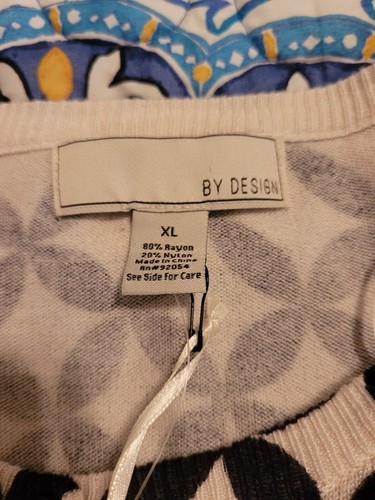 BY DESIGN
XL
80% Rayon
20% Nylon
Made In China
Rn#92054
See Side For Care